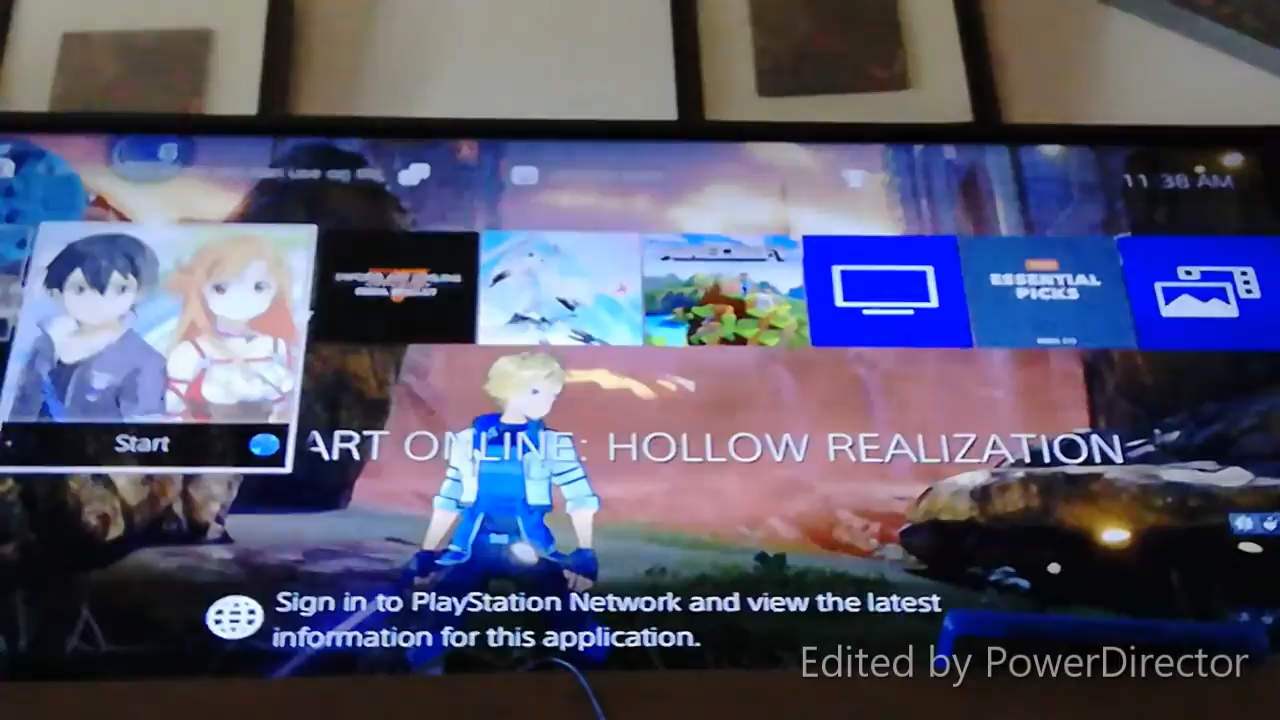 11:38 AM
ESSENTIAL
PICKS
Start
ART ONLINE: HOLLOW REALIZATION
Sign in to PlayStation Network and view the latest
information for this application.
Edited by PowerDirector